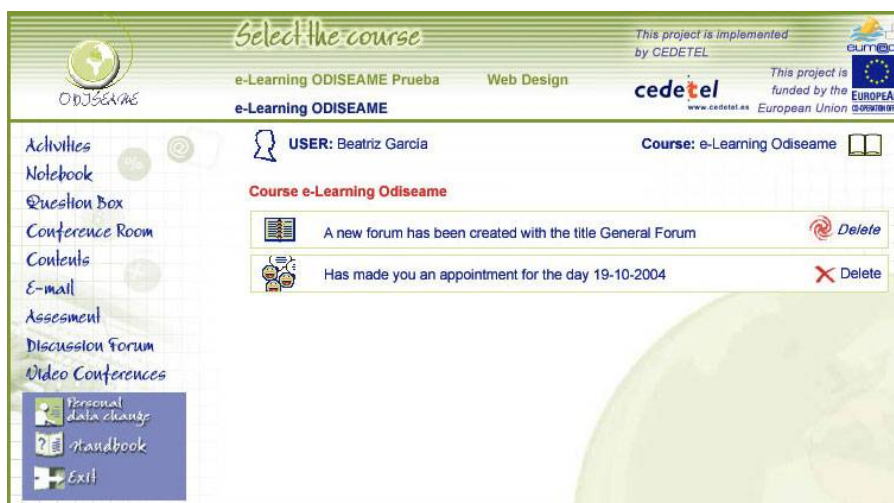 Select the course
This project is implemented
by CEDETEL
e-Learning ODISEAME Prueba
Web Design
e-Learning ODISEAME
cedetel
www.cedetel.es
This project is
funded by the
European Union
ODISEAME
USER: Beatriz García
Course: e-Learning Odiseame
Activities
Notebook
Question Box
Conference Room
Contents
E-mail
Assesment
Discussion Forum
Video Conferences
Personal
data change
Handbook
Exit
Course e-Learning Odiseame
A new forum has been created with the title General Forum
Delete
Has made you an appointment for the day 19-10-2004
Delete